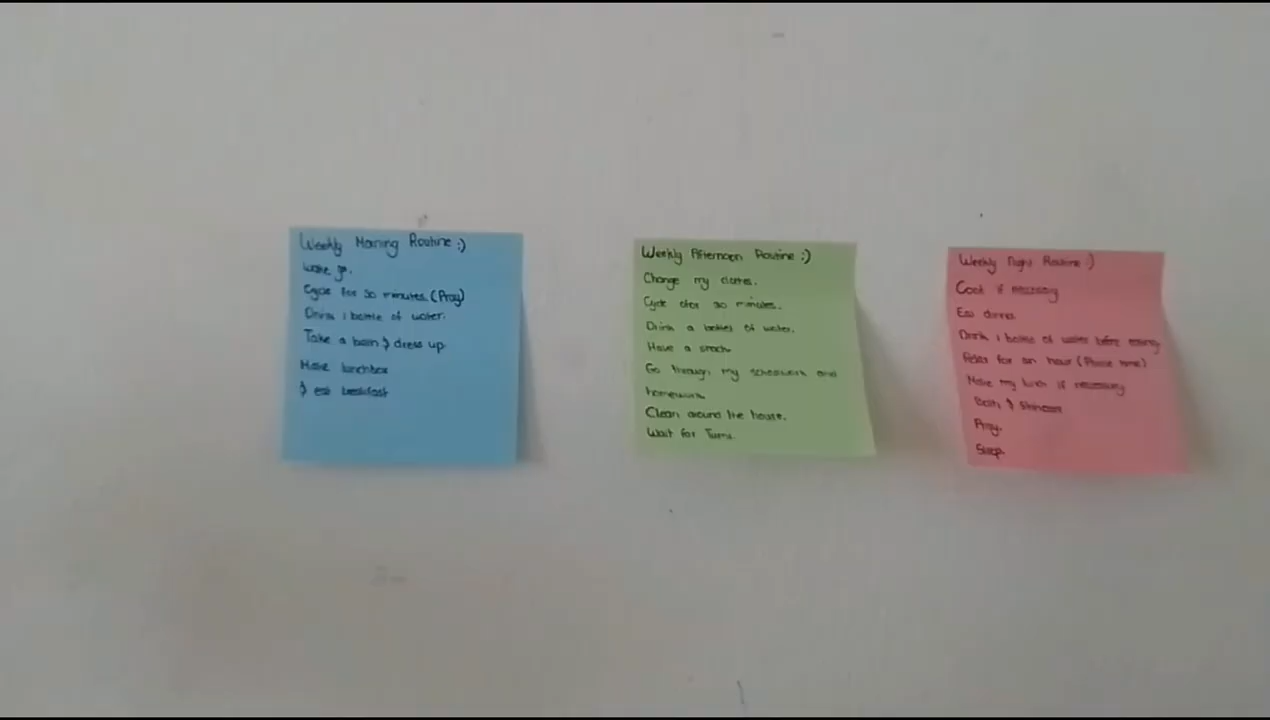 Weekly Morning Routine :)
Wake up.
Cycle for 30 minutes. (Pray)
Drink 1 bottle of water.
Take a bath & dress up
Make lunchbox
& eat breakfast
Weekly Afternoon Routine :)
Change my clothes.
Cycle for 30 minutes.
Drink a bottle of water.
Have a snack
Go through my schoolwork and
homework
Clean around the house.
Wait for
Weekly Night Routine :)
Cook if necessary
Eat dinner
Drink 1 bottle of water before eating
Relax for an hour (Phone time)
Make my lunch if necessary
Bath & Skincare
Pray.
Sleep.